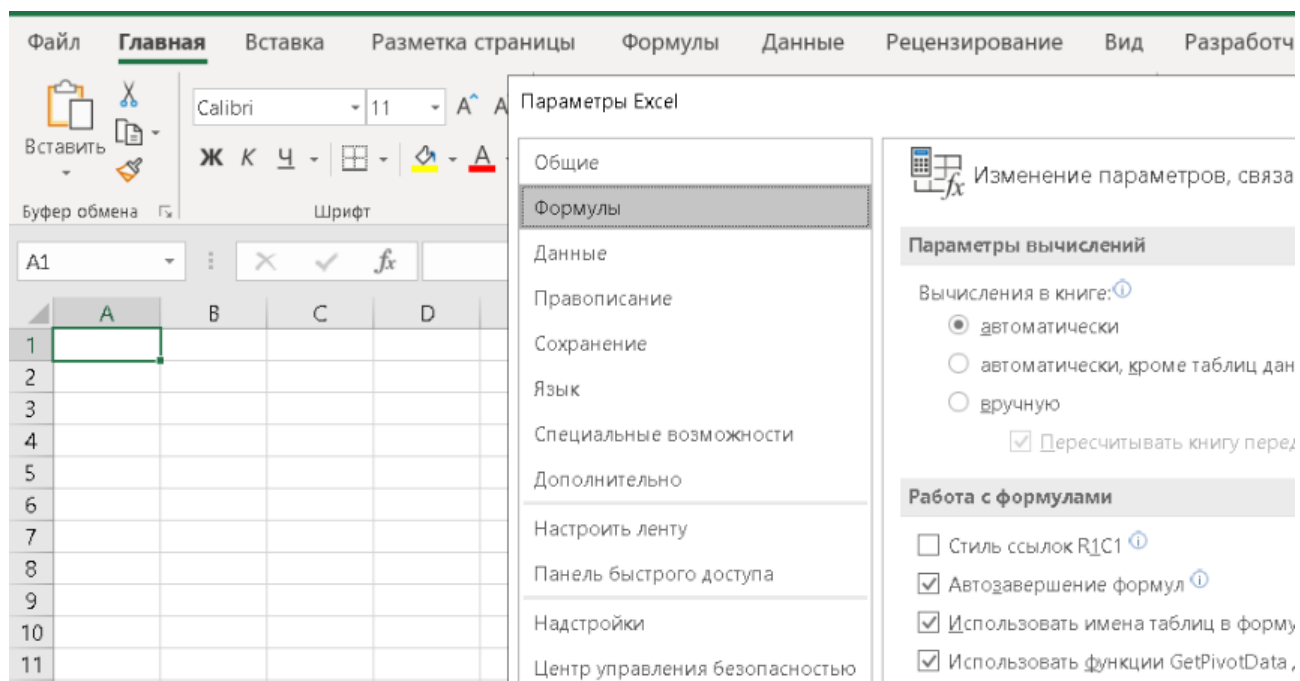 Файл Главная Вставка Разметка страницы Формулы Данные Рецензирование Вид Разработч
Вставить
Буфер обмена
Calibri 11
Ж К Ч
Шрифт
A1
fx
A B C D
1
2
3
4
5
6
7
8
9
10
11
Параметры Excel
Общие
Формулы
Данные
Правописание
Сохранение
Язык
Специальные возможности
Дополнительно
Настроить ленту
Панель быстрого доступа
Надстройки
Центр управления безопасностью
Изменение параметров, связа
Параметры вычислений
Вычисления в книге:
автоматически
автоматически, кроме таблиц дан
вручную
Пересчитывать книгу перед
Работа с формулами
Стиль ссылок R1C1
Автозавершение формул
Использовать имена таблиц в форму
Использовать функции GetPivotData